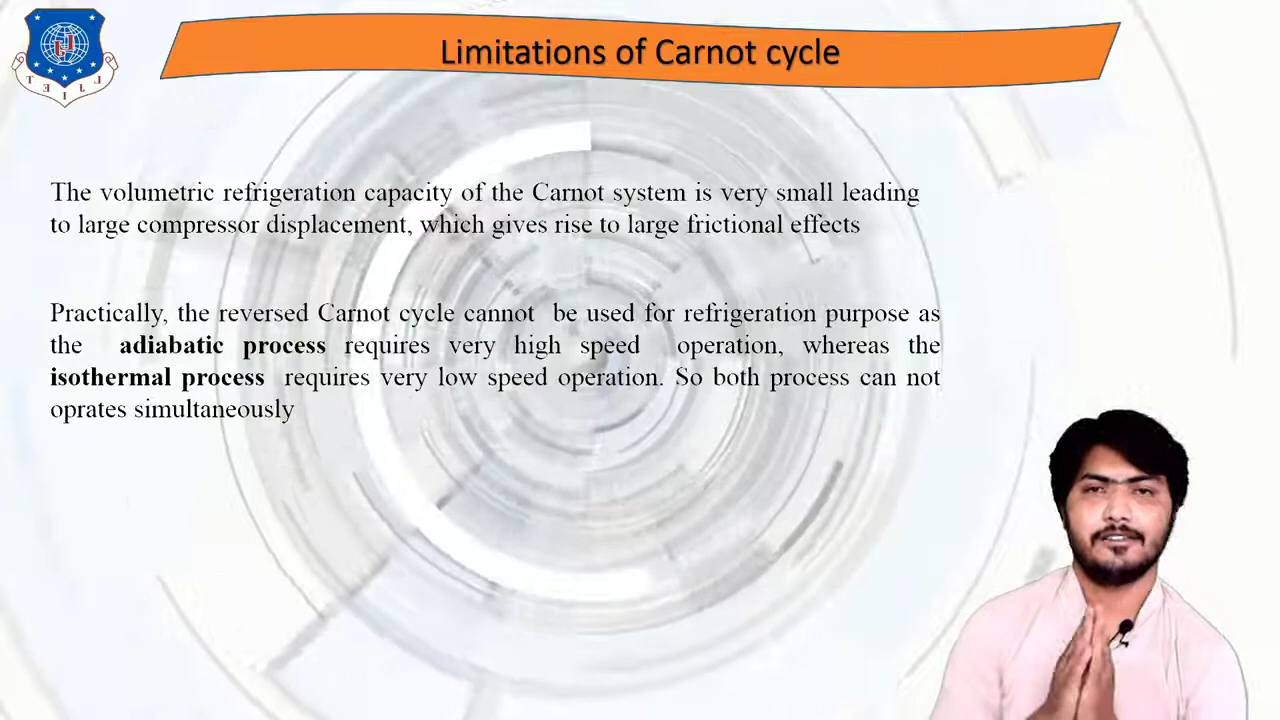 Limitations of Carnot cycle
The volumetric refrigeration capacity of the Carnot system is very small leading
to large compressor displacement, which gives rise to large frictional effects
Practically, the reversed Carnot cycle cannot be used for refrigeration purpose as
the adiabatic process requires very high speed operation, whereas the
isothermal process requires very low speed operation. So both process can not
oprates simultaneously